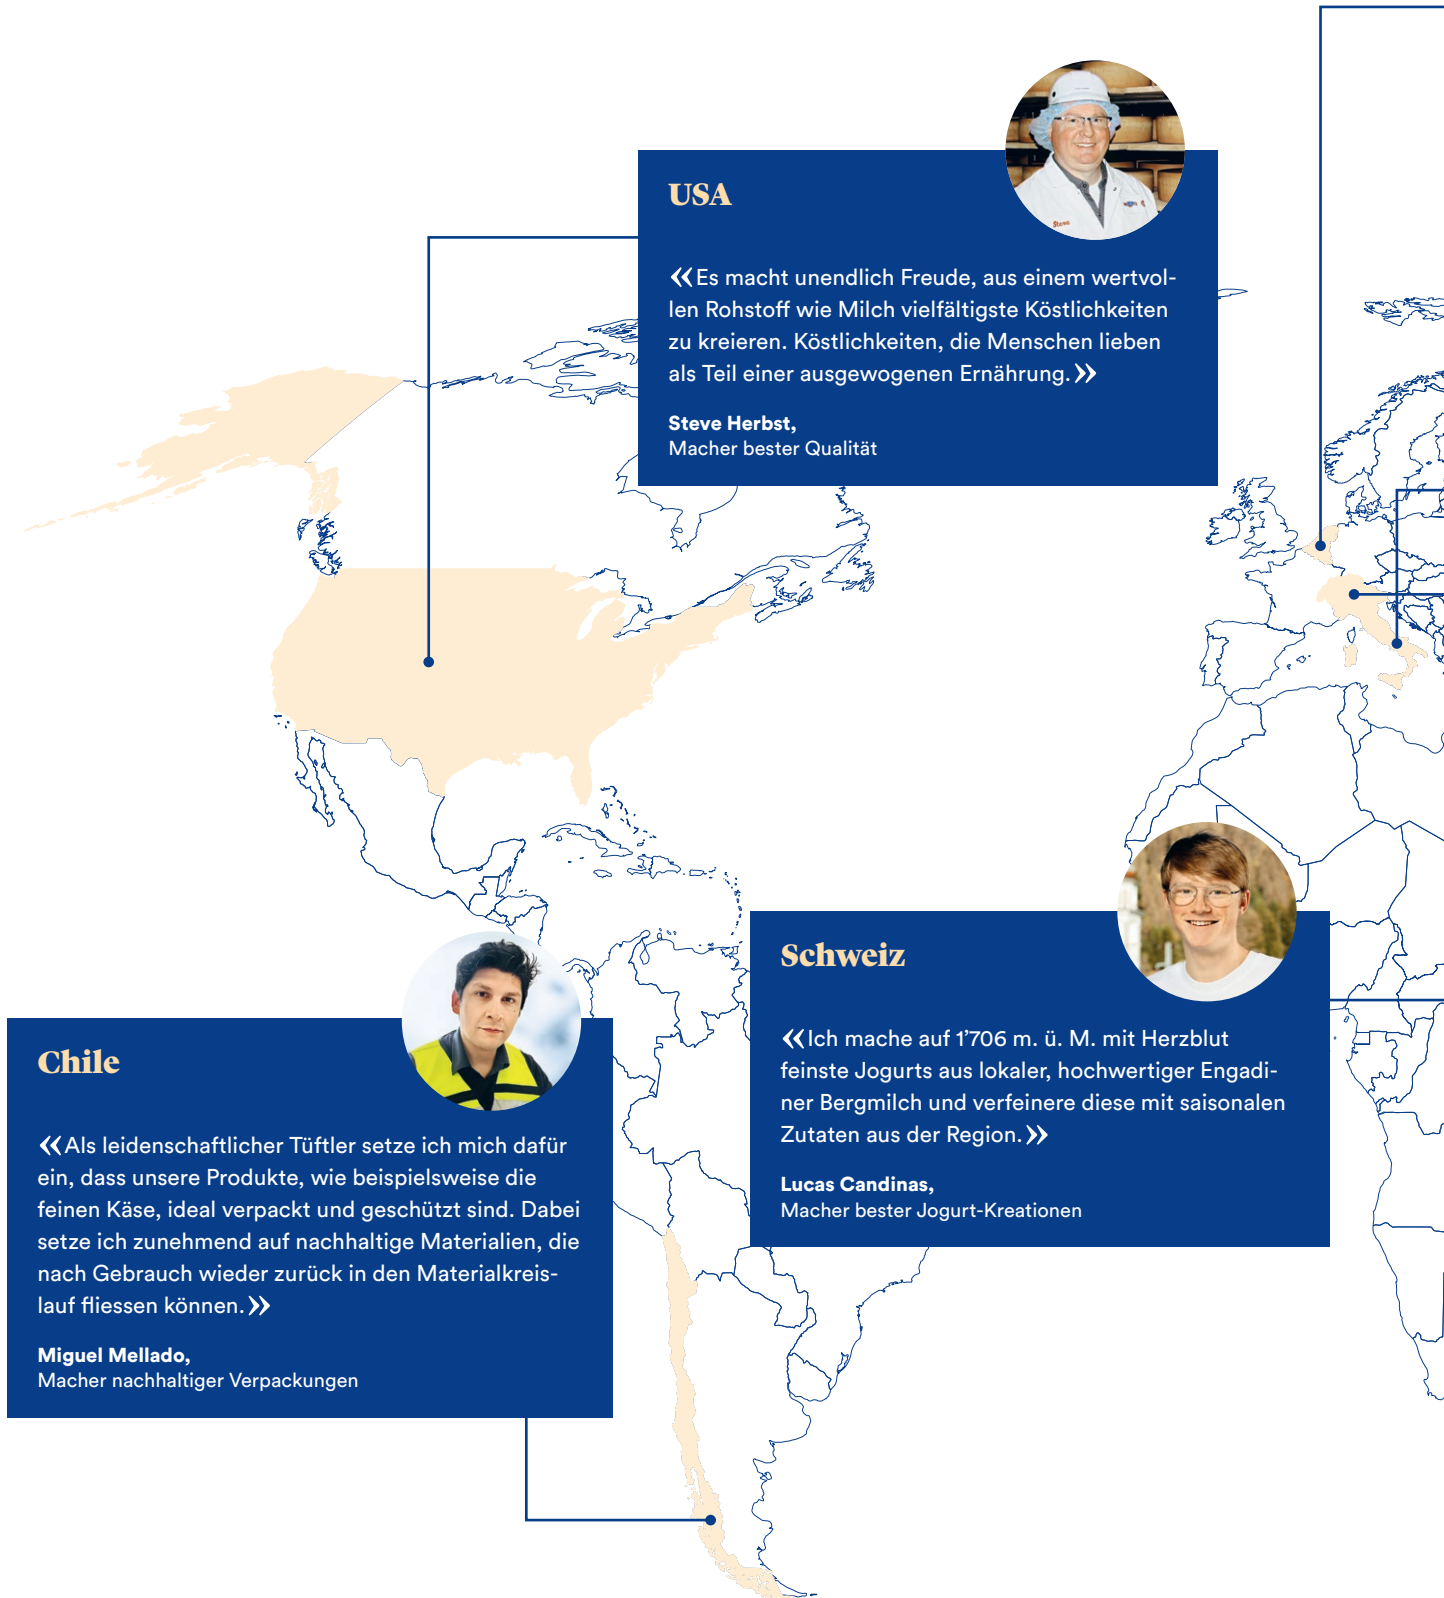 USA
«Es macht unendlich Freude, aus einem wertvol-
len Rohstoff wie Milch vielfältigste Köstlichkeiten
zu kreieren. Köstlichkeiten, die Menschen lieben
als Teil einer ausgewogenen Ernährung.»
Steve Herbst,
Macher bester Qualität
Schweiz
«Ich mache auf 1’706 m. ü. M. mit Herzblut
feinste Jogurts aus lokaler, hochwertiger Engadi-
ner Bergmilch und verfeinere diese mit saisonalen
Zutaten aus der Region.»
Lucas Candinas,
Macher bester Jogurt-Kreationen
Chile
«Als leidenschaftlicher Tüftler setze ich mich dafür
ein, dass unsere Produkte, wie beispielsweise die
feinen Käse, ideal verpackt und geschützt sind. Dabei
setze ich zunehmend auf nachhaltige Materialien, die
nach Gebrauch wieder zurück in den Materialkreis-
lauf fliessen können.»
Miguel Mellado,
Macher nachhaltiger Verpackungen